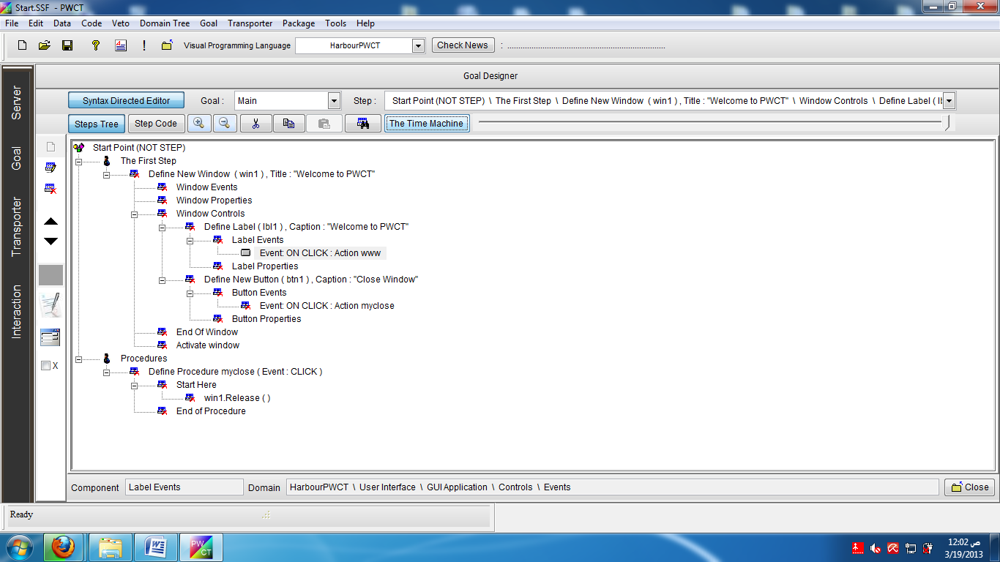 Start.SSF - PWCT
File Edit Data Code Veto Domain Tree Goal Transporter Package Tools Help
Visual Programming Language HarbourPWCT Check News : ........................................................................
Goal Designer
Syntax Directed Editor Goal : Main Step : Start Point (NOT STEP) \ The First Step \ Define New Window ( win1 ) , Title : "Welcome to PWCT" \ Window Controls \ Define Label ( lb
Steps Tree Step Code The Time Machine
Server
Goal
Transporter
Interaction
X
Start Point (NOT STEP)
The First Step
Define New Window ( win1 ) , Title : "Welcome to PWCT"
Window Events
Window Properties
Window Controls
Define Label ( lbl1 ) , Caption : "Welcome to PWCT"
Label Events
Event: ON CLICK : Action www
Label Properties
Define New Button ( btn1 ) , Caption : "Close Window"
Button Events
Event: ON CLICK : Action myclose
Button Properties
End Of Window
Activate window
Procedures
Define Procedure myclose ( Event : CLICK )
Start Here
win1.Release ( )
End of Procedure
Component Label Events Domain HarbourPWCT \ User Interface \ GUI Application \ Controls \ Events Close
Ready
PW
CT
12:02 ص
3/19/2013